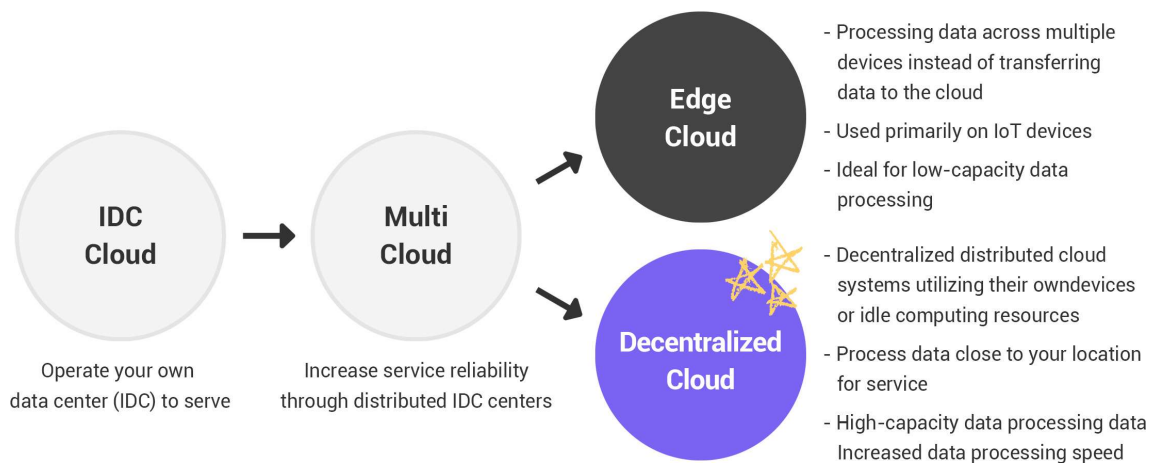 IDC
Cloud
Operate your own
data center (IDC) to serve
Multi
Cloud
Increase service reliability
through distributed IDC centers
Edge
Cloud
- Processing data across multiple
devices instead of transferring
data to the cloud
- Used primarily on IoT devices
- Ideal for low-capacity data
processing
Decentralized
Cloud
- Decentralized distributed cloud
systems utilizing their owndevices
or idle computing resources
- Process data close to your location
for service
- High-capacity data processing data
Increased data processing speed